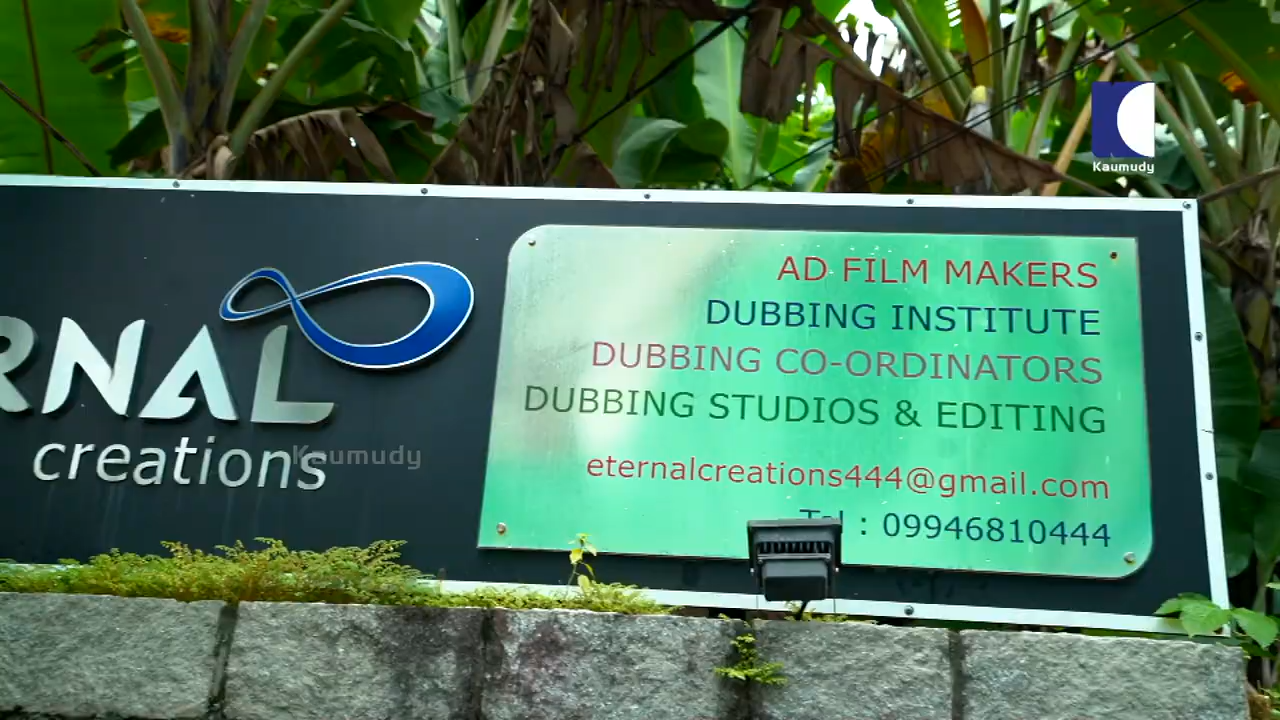 Kaumudy
RNAL
creations
Kaumudy
AD FILM MAKERS
DUBBING INSTITUTE
DUBBING CO-ORDINATORS
DUBBING STUDIOS & EDITING
eternalcreations444@gmail.com
Tel : 09946810444